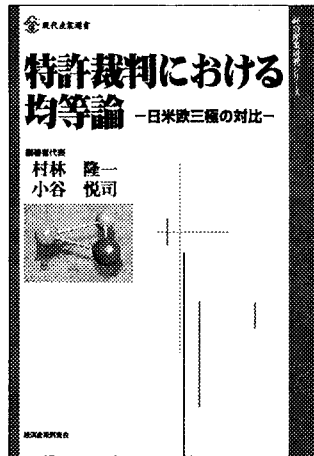 現代産業選書
特許裁判における
均等論 −日米欧三極の対比−
編著者代表
村林 隆一
小谷 悦司
経済産業調査会